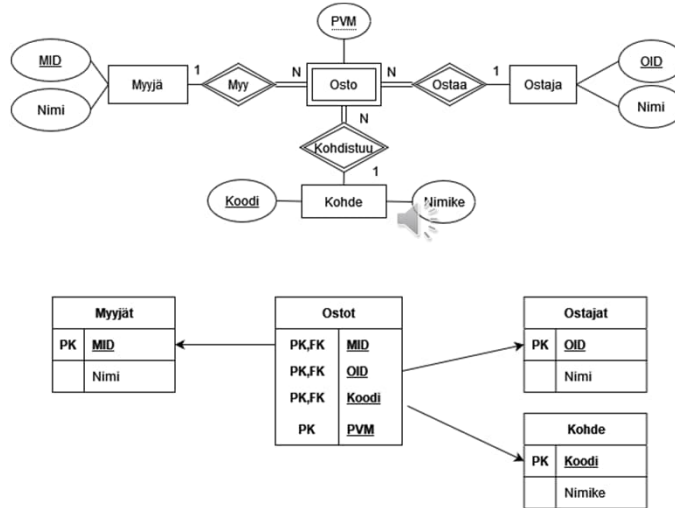 PVM
MID
Nimi
Myyjä
1
Myy
N
Osto
N
Ostaa
1
Ostaja
OID
Nimi
N
Kohdistuu
1
Koodi
Kohde
Nimike
Myyjät
PK MID
Nimi
Ostot
PK,FK MID
PK,FK OID
PK,FK Koodi
PK PVM
Ostajat
PK OID
Nimi
Kohde
PK Koodi
Nimike